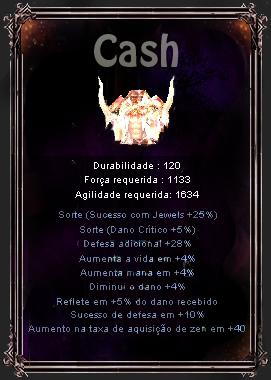 Cash
Durabilidade : 120
Força requerida : 1133
Agilidade requerida: 1634
Sorte (Sucesso com Jewels +25%)
Sorte (Dano Crítico +5%)
Defesa adicional +28%
Aumenta a vida em +4%
Aumenta mana em +4%
Diminui o dano +4%
Reflete em +5% do dano recebido
Sucesso de defesa em +10%
Aumento na taxa de aquisição de zen em +40